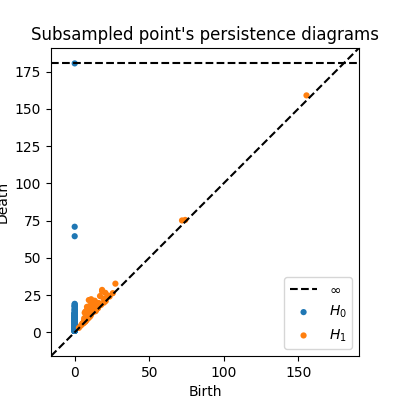 Subsampled point's persistence diagrams
Death
175
150
125
100
75
50
25
0
∞
H₀
H₁
0 50 100 150
Birth